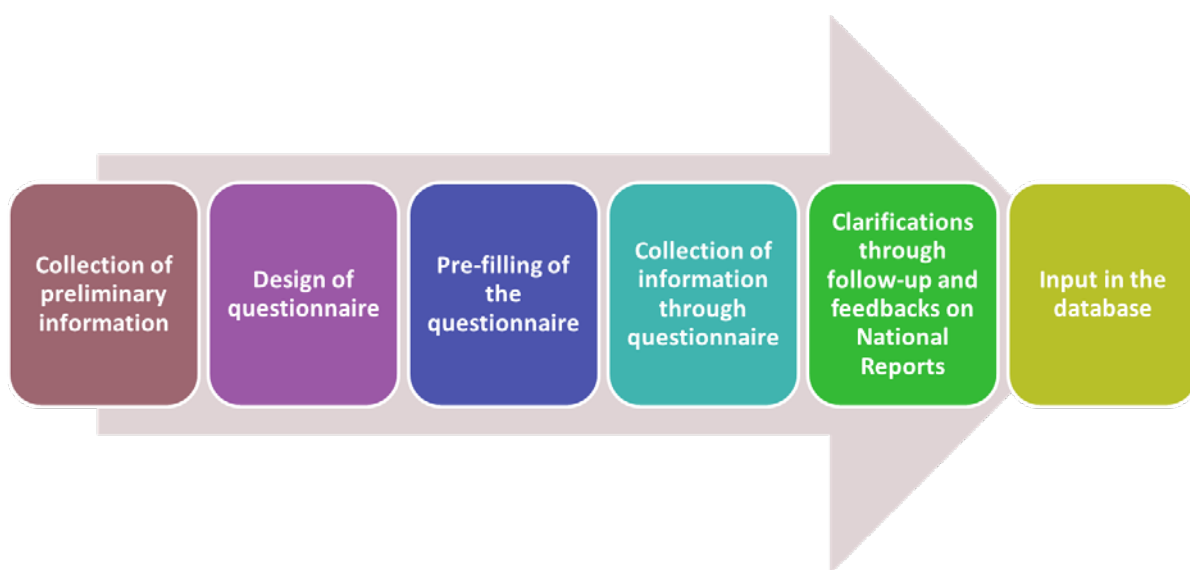 Collection of
preliminary
information
Design of
questionnaire
Pre-filling of
the
questionnaire
Collection of
information
through
questionnaire
Clarifications
through
follow-up and
feedbacks on
National
Reports
Input in the
database